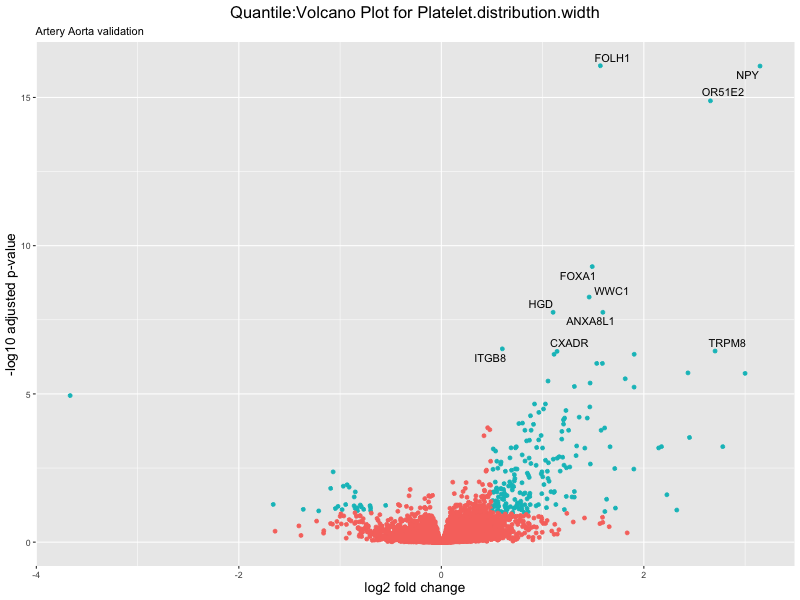 Quantile:Volcano Plot for Platelet.distribution.width
Artery Aorta validation
FOLH1
NPY
OR51E2
15
10
FOXA1
WWC1
HGD
ANXA8L1
CXADR
TRPM8
ITGB8
5
0
-log10 adjusted p-value
-4
-2
0
2
log2 fold change